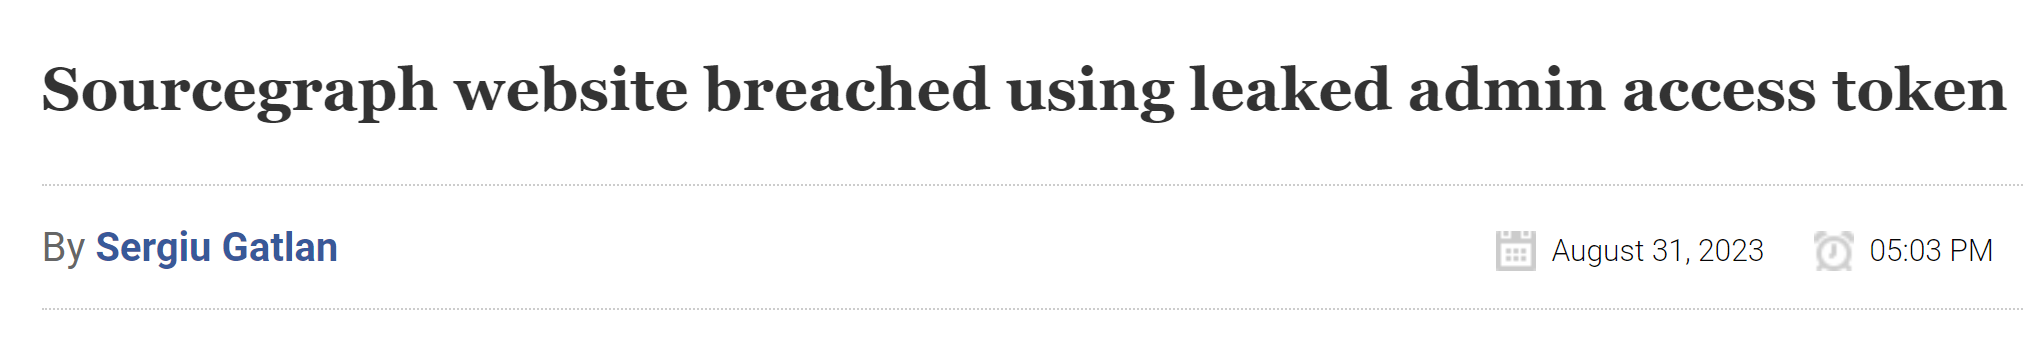 Sourcegraph website breached using leaked admin access token
By Sergiu Gatlan
August 31, 2023
05:03 PM